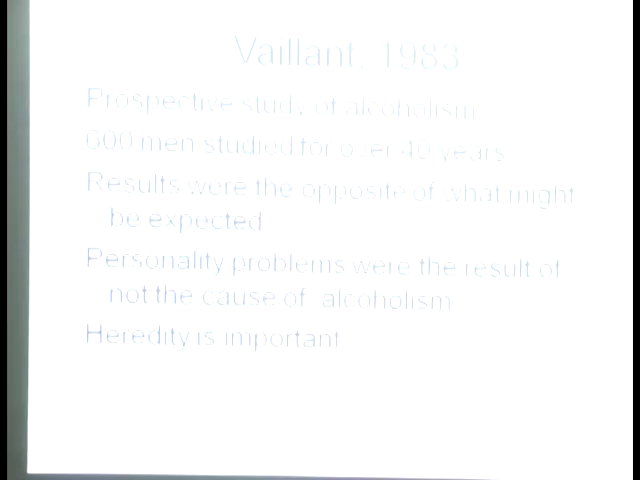 Vaillant 1983
Prospective study of alcoholism
600 men studied for over 40 years
Results were the opposite of what might
be expected
Personality problems were the result of
not the cause of alcoholism
Heredity is important